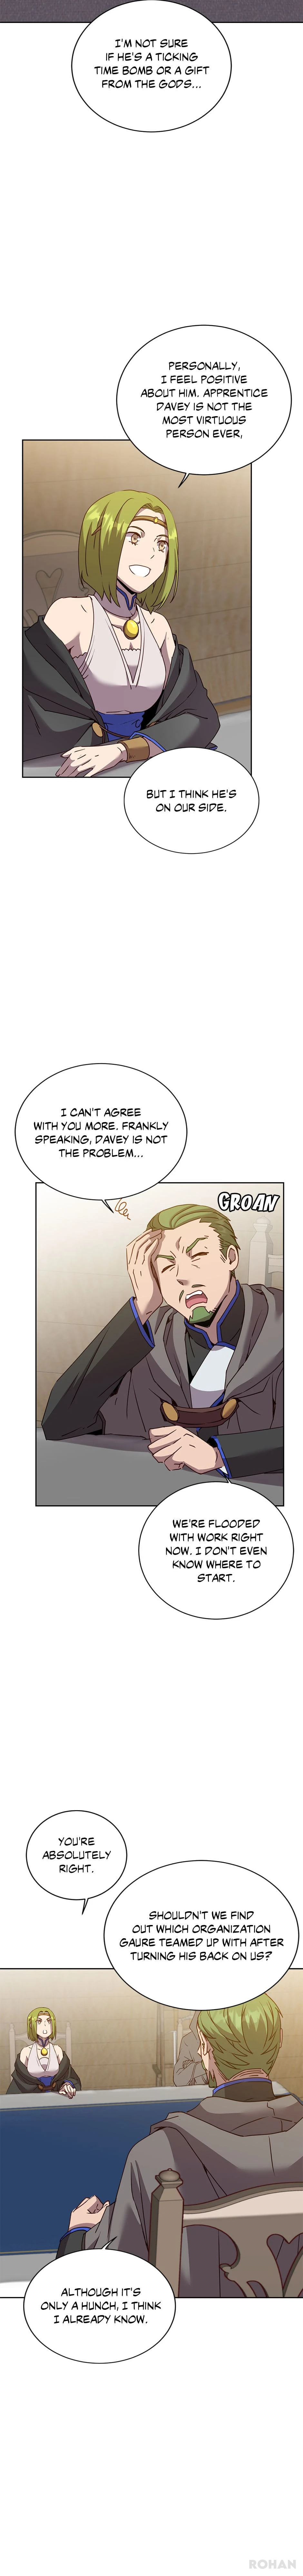 I'M NOT SURE
IF HE'S A TICKING
TIME BOMB OR A GIFT
FROM THE GODS...
PERSONALLY,
I FEEL POSITIVE
ABOUT HIM. APPRENTICE
DAVEY IS NOT THE
MOST VIRTUOUS
PERSON EVER,
BUT I THINK HE'S
ON OUR SIDE.
I CAN'T AGREE
WITH YOU MORE. FRANKLY
SPEAKING, DAVEY IS NOT
THE PROBLEM...
GROAN
WE'RE FLOODED
WITH WORK RIGHT
NOW. I DON'T EVEN
KNOW WHERE TO
START.
YOU'RE
ABSOLUTELY
RIGHT.
SHOULDN'T WE FIND
OUT WHICH ORGANIZATION
GAURE TEAMED UP WITH AFTER
TURNING HIS BACK ON US?
ALTHOUGH IT'S
ONLY A HUNCH, I THINK
I ALREADY KNOW.
ROHAN